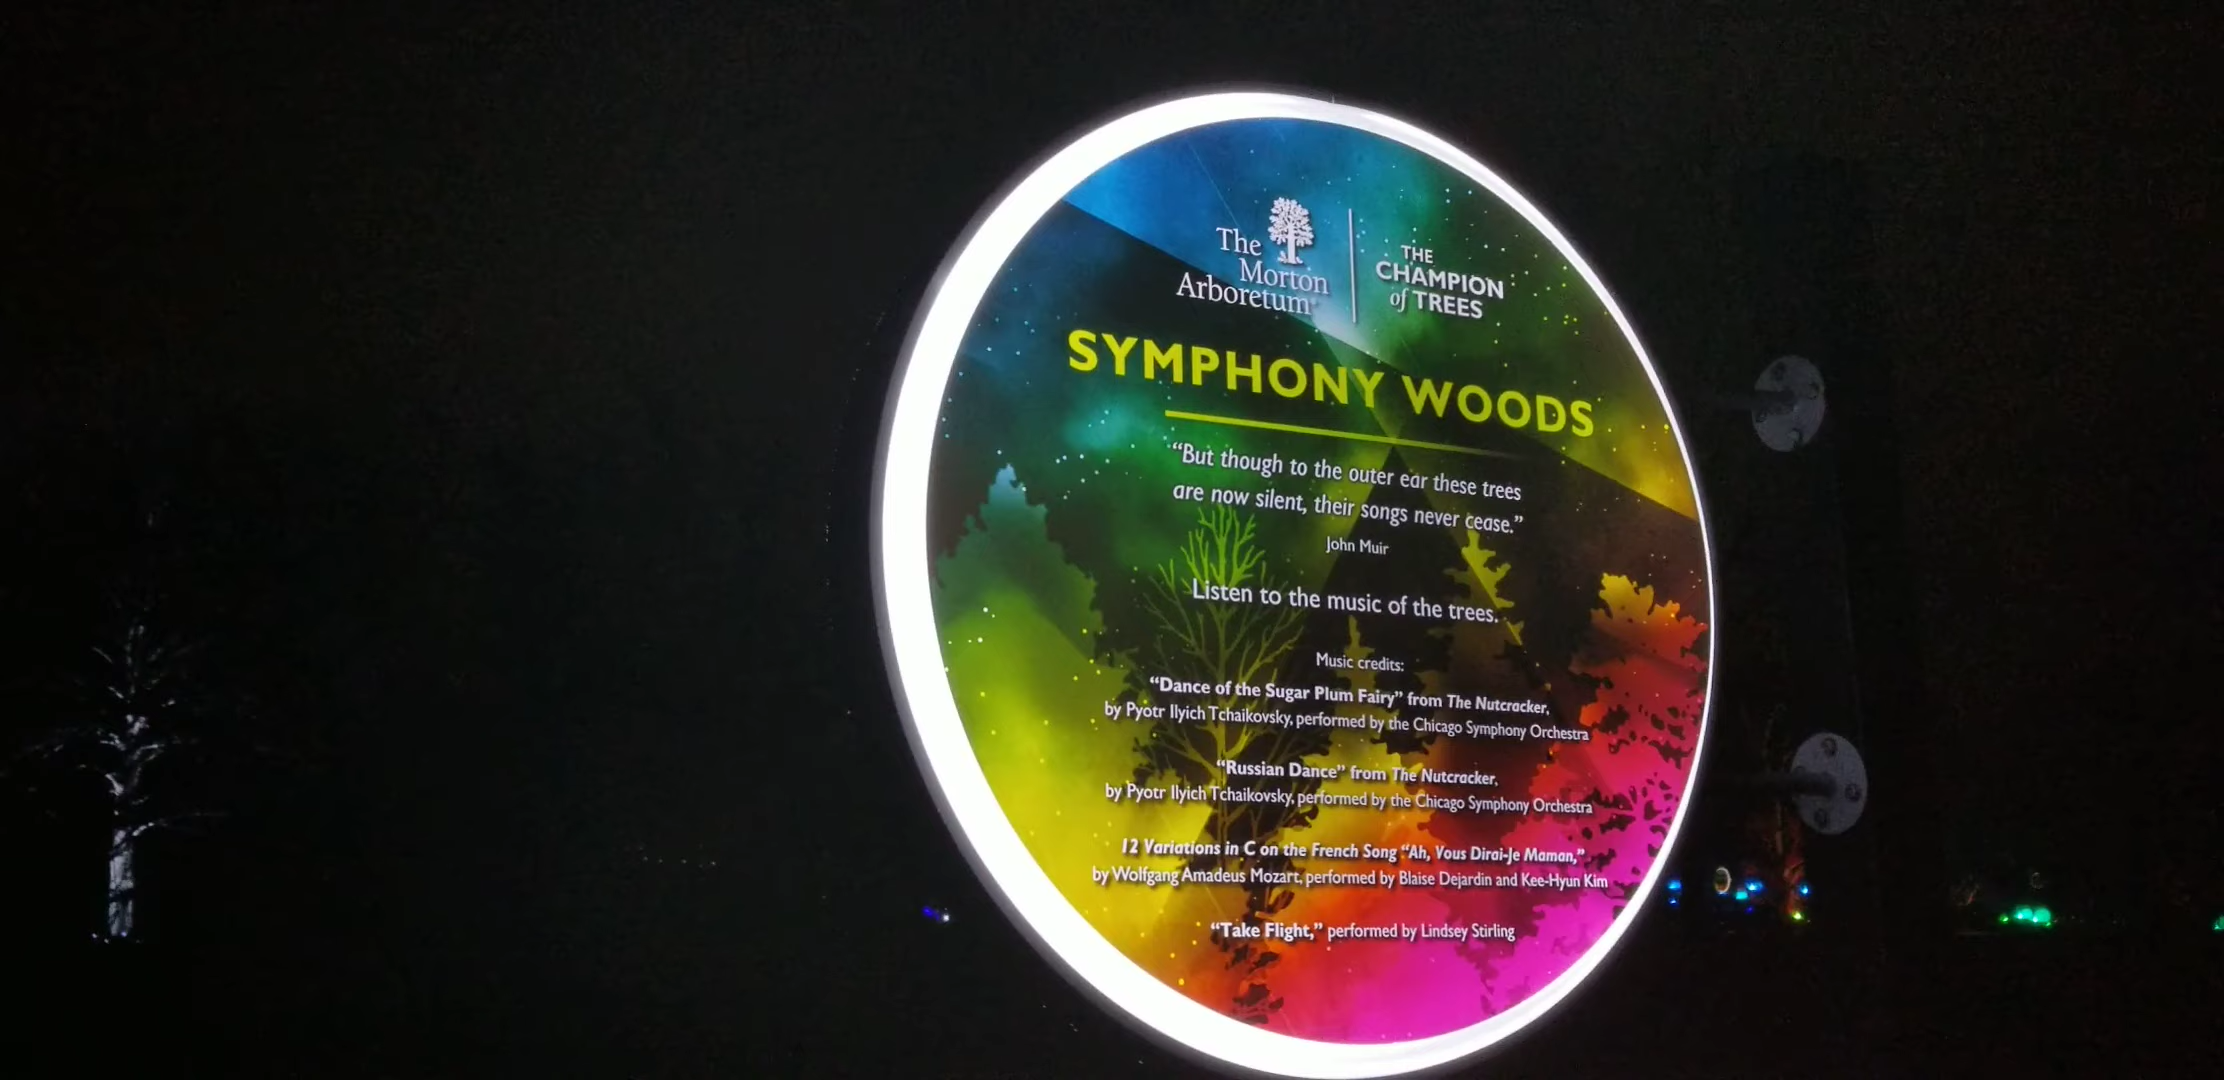 The
Morton
Arboretum
THE
CHAMPION
of TREES
SYMPHONY WOODS
“But though to the outer ear these trees
are now silent, their songs never cease.”
John Muir
Listen to the music of the trees.
Music credits:
“Dance of the Sugar Plum Fairy” from The Nutcracker,
by Pyotr Ilyich Tchaikovsky, performed by the Chicago Symphony Orchestra
“Russian Dance” from The Nutcracker,
by Pyotr Ilyich Tchaikovsky, performed by the Chicago Symphony Orchestra
12 Variations in C on the French Song “Ah, Vous Dirai-Je Maman,”
by Wolfgang Amadeus Mozart, performed by Blaise Dejardin and Kee-Hyun Kim
“Take Flight,” performed by Lindsey Stirling